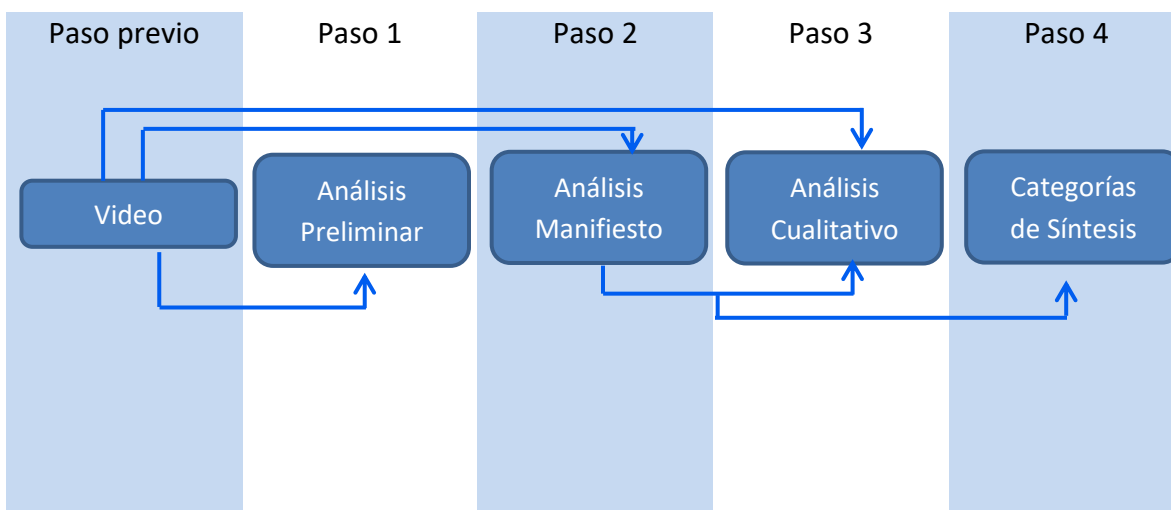 Paso previo
Paso 1
Paso 2
Paso 3
Paso 4
Video
Análisis
Preliminar
Análisis
Manifiesto
Análisis
Cualitativo
Categorías
de Síntesis